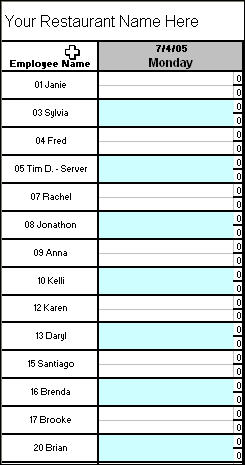 Your Restaurant Name Here
7/4/05
Employee Name Monday
0
01 Janie
0
0
03 Sylvia
0
0
04 Fred
0
0
05 Tim D. - Server
0
0
07 Rachel
0
0
08 Jonathon
0
0
09 Anna
0
0
10 Kelli
0
0
12 Karen
0
0
13 Daryl
0
0
15 Santiago
0
0
16 Brenda
0
0
17 Brooke
0
0
20 Brian
0